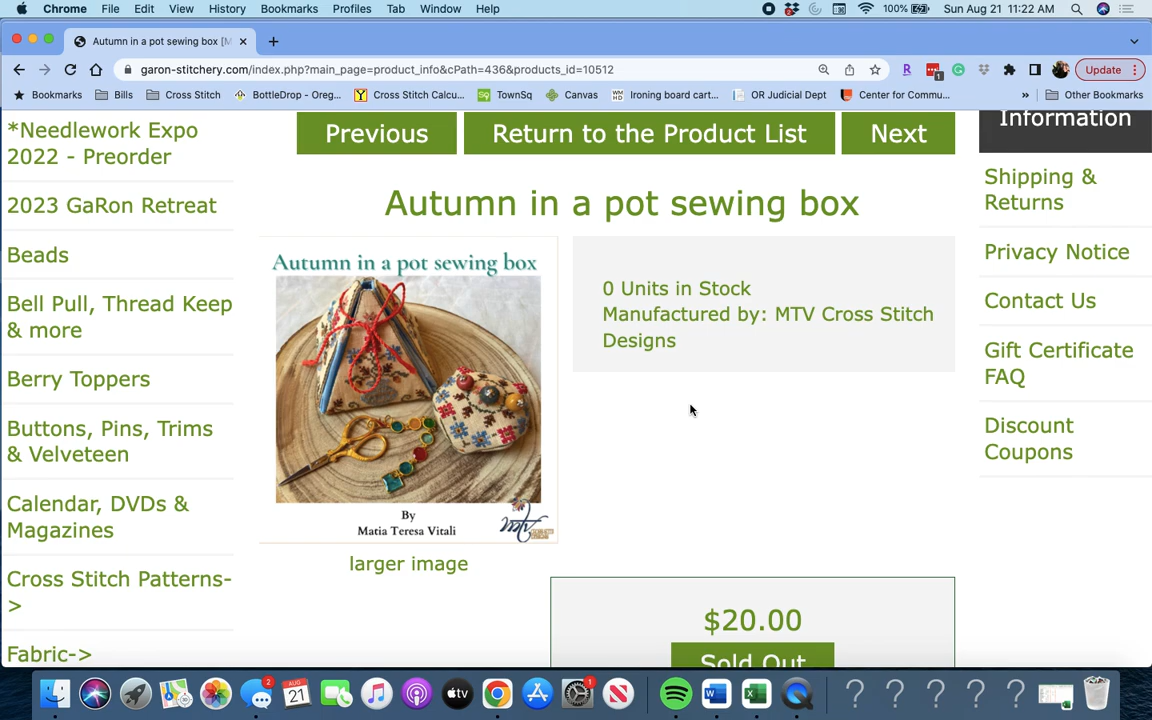 Chrome File Edit View History Bookmarks Profiles Tab Window Help 100% Sun Aug 21 11:22 AM
Autumn in a pot sewing box [M
garon-stitchery.com/index.php?main_page=product_info&cPath=436&products_id=10512 Update
Bookmarks Bills Cross Stitch BottleDrop - Oreg... Cross Stitch Calcu... TownSq Canvas Ironing board cart... OR Judicial Dept Center for Commu... » Other Bookmarks
*Needlework Expo
2022 - Preorder
2023 GaRon Retreat
Beads
Bell Pull, Thread Keep
& more
Berry Toppers
Buttons, Pins, Trims
& Velveteen
Calendar, DVDs &
Magazines
Cross Stitch Patterns-
>
Fabric->
Previous
Return to the Product List
Next
Autumn in a pot sewing box
Autumn in a pot sewing box
By
Matia Teresa Vitali
mtv
larger image
0 Units in Stock
Manufactured by: MTV Cross Stitch
Designs
$20.00
Sold Out
Information
Shipping &
Returns
Privacy Notice
Contact Us
Gift Certificate
FAQ
Discount
Coupons
AUG
21
tv
2
1